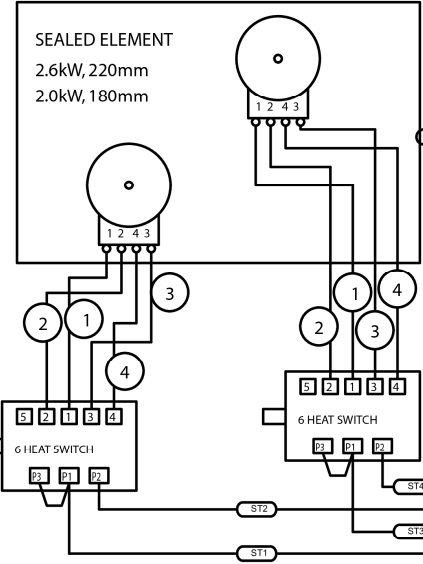 SEALED ELEMENT
2.6kW, 220mm
2.0kW, 180mm
1 2 4 3
1 2 4 3
3
1
4
2
1
2
3
4
5 2 1 3 4
6 HEAT SWITCH
P3 P1 P2
5 2 1 3 4
6 HEAT SWITCH
P3 P1 P2
ST4
ST2
ST3
ST1